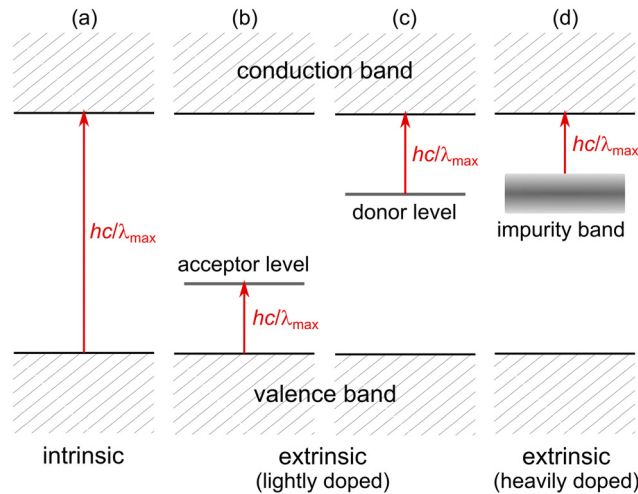 (a)
(b)
(c)
(d)
conduction band
hc/λmax
hc/λmax
hc/λmax
donor level
impurity band
hc/λmax
acceptor level
hc/λmax
valence band
intrinsic
extrinsic
(lightly doped)
extrinsic
(heavily doped)